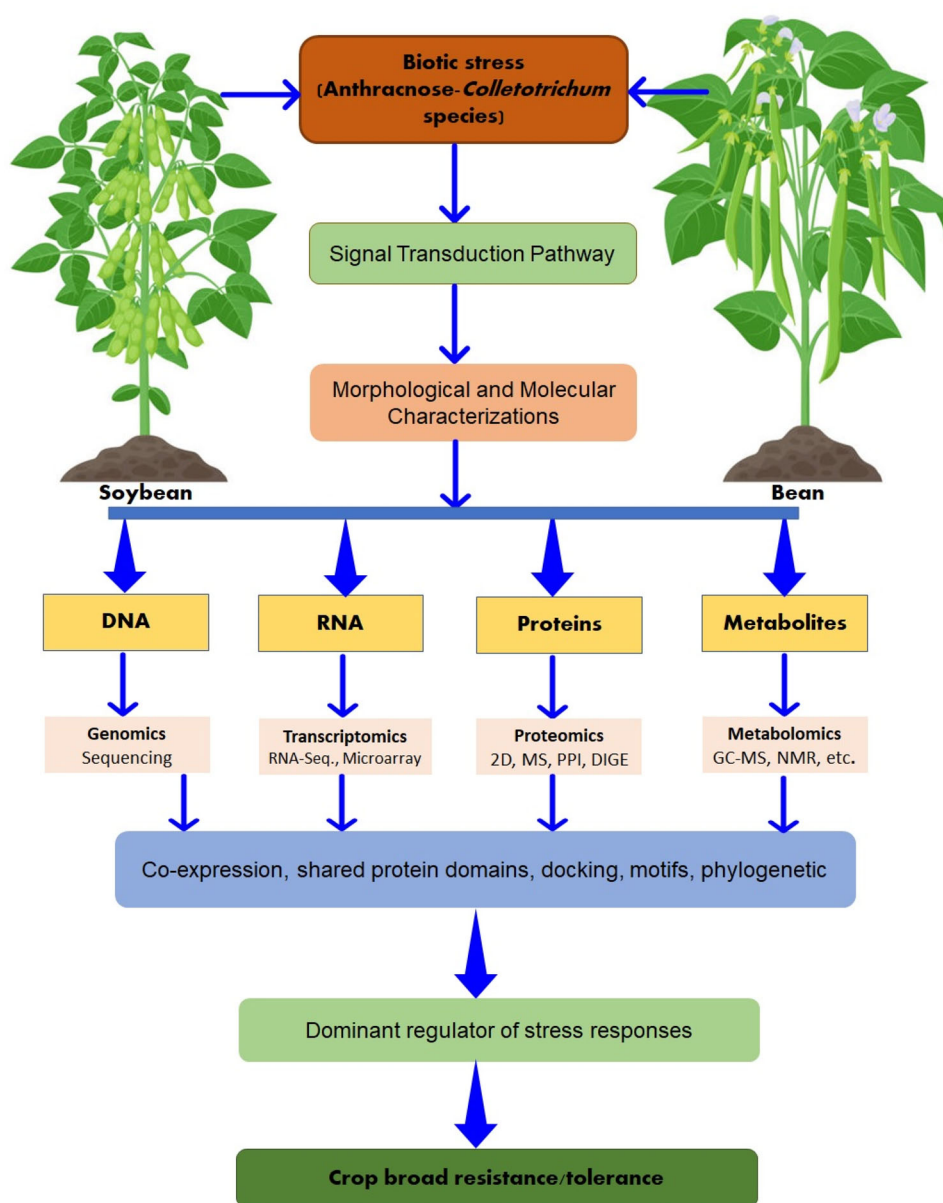 Biotic stress
(Anthracnose-Colletotrichum
species)
Signal Transduction Pathway
Morphological and Molecular
Characterizations
Soybean
Bean
DNA
RNA
Proteins
Metabolites
Genomics
Sequencing
Transcriptomics
RNA-Seq., Microarray
Proteomics
2D, MS, PPI, DIGE
Metabolomics
GC-MS, NMR, etc.
Co-expression, shared protein domains, docking, motifs, phylogenetic
Dominant regulator of stress responses
Crop broad resistance/tolerance